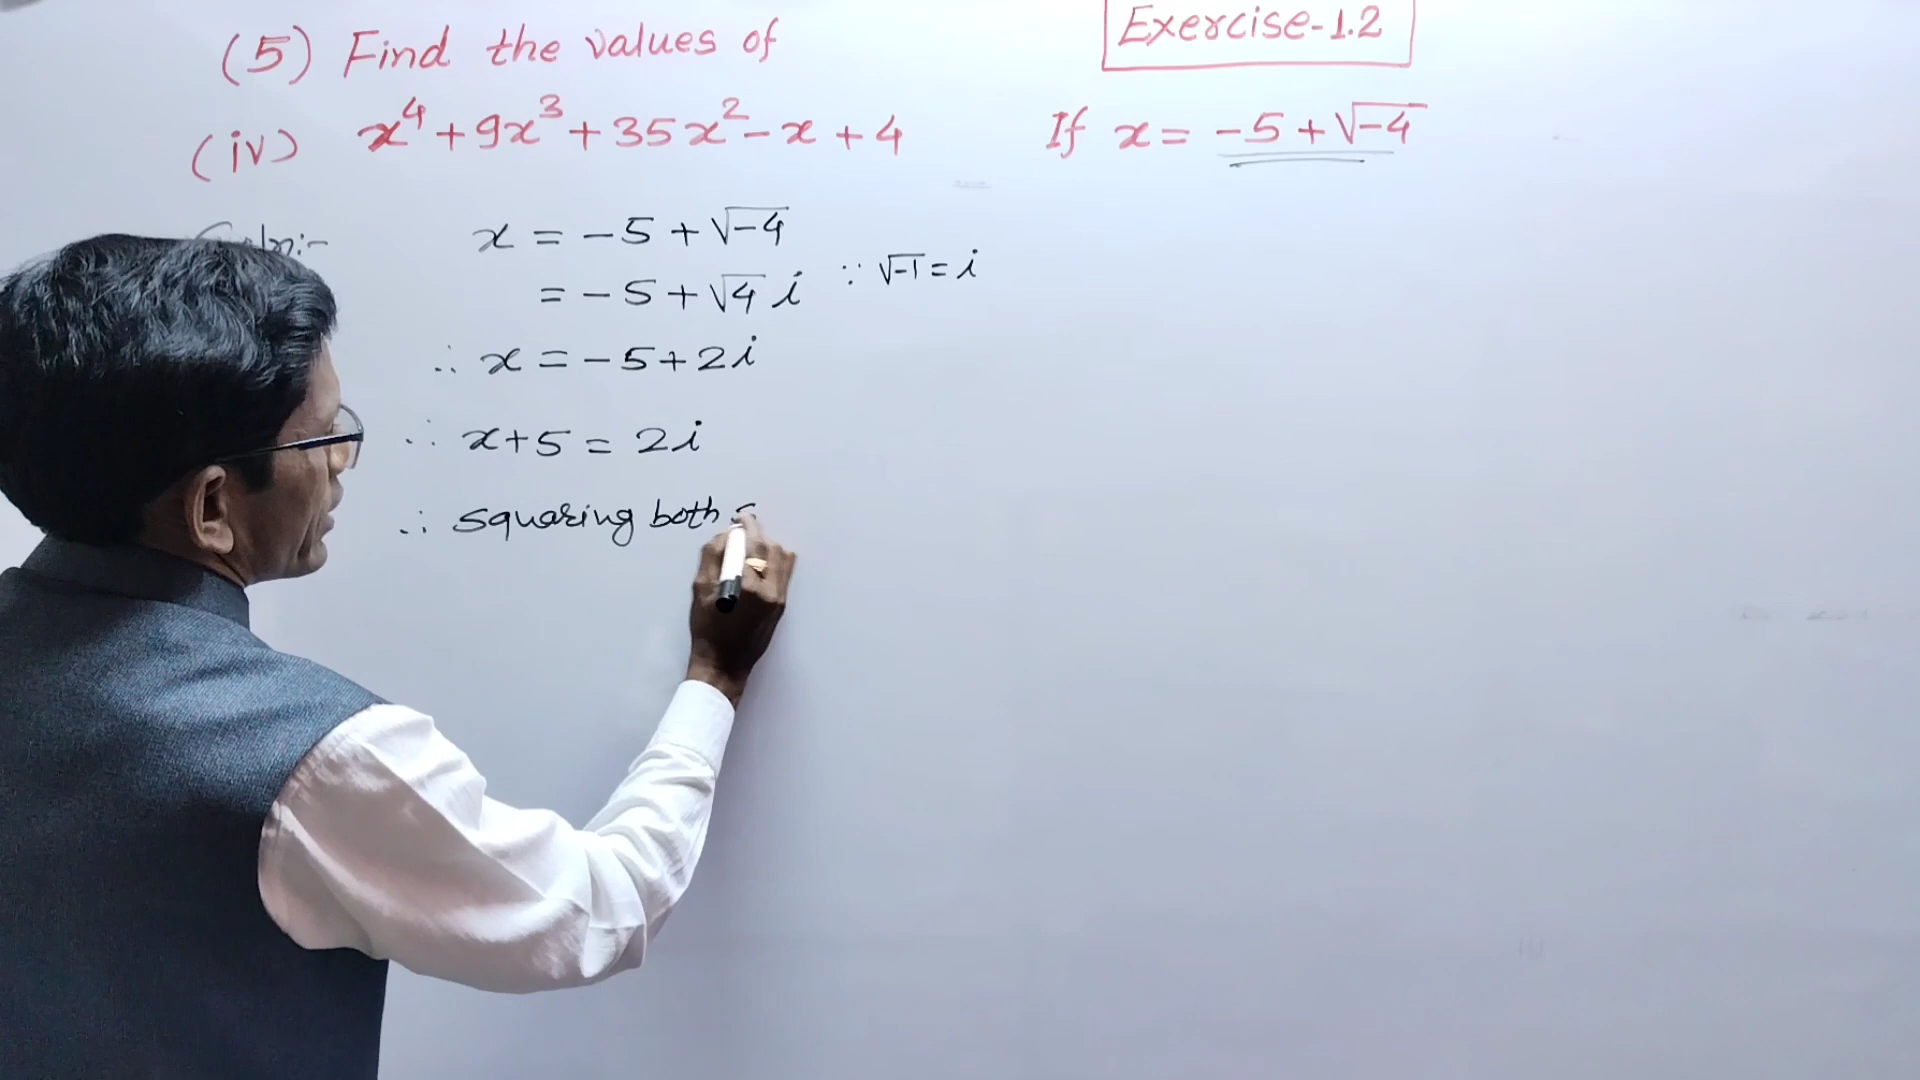 (5) Find the values of
Exercise-1.2
(iv) x⁴+9x³+35x²-x+4 If x=-5+√-4
x = -5+√-4
= -5+√4 i ∵ √-1 = i
∴ x = -5+2i
∴ x+5 = 2i
∴ squaring both s